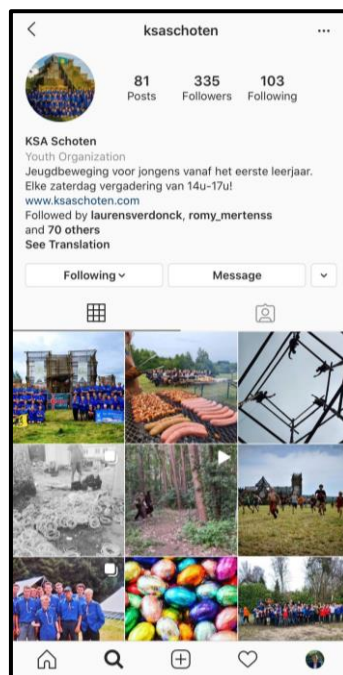 ksaschoten
81 335 103
Posts Followers Following
KSA Schoten
Youth Organization
Jeugdbeweging voor jongens vanaf het eerste leerjaar.
Elke zaterdag vergadering van 14u-17u!
www.ksaschoten.com
Followed by laurensverdonck, romy_mertenss
and 70 others
See Translation
Following Message